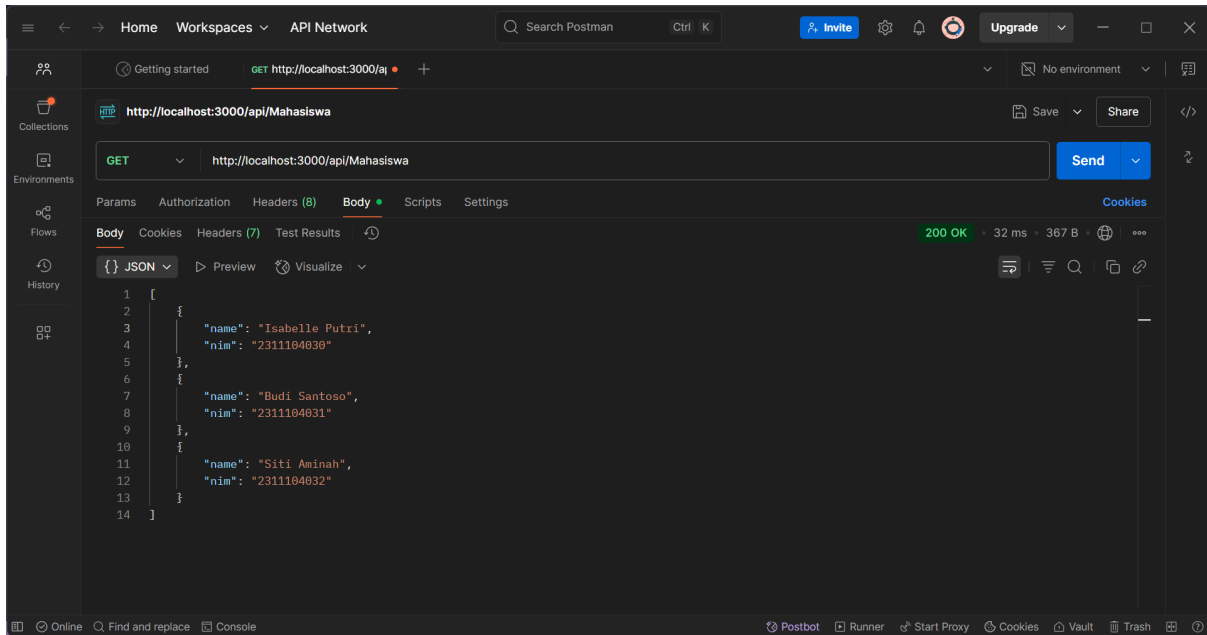 Home Workspaces API Network Search Postman Ctrl K Invite Upgrade
Getting started GET http://localhost:3000/ap No environment
HTTP http://localhost:3000/api/Mahasiswa Save Share
Collections
GET http://localhost:3000/api/Mahasiswa Send
Environments
Params Authorization Headers (8) Body Scripts Settings Cookies
Flows
Body Cookies Headers (7) Test Results 200 OK 32 ms 367 B
{} JSON Preview Visualize
History
1 [
2 {
3 "name": "Isabelle Putri",
4 "nim": "2311104030"
5 },
6 {
7 "name": "Budi Santoso",
8 "nim": "2311104031"
9 },
10 {
11 "name": "Siti Aminah",
12 "nim": "2311104032"
13 }
14 ]
Online Find and replace Console Postbot Runner Start Proxy Cookies Vault Trash